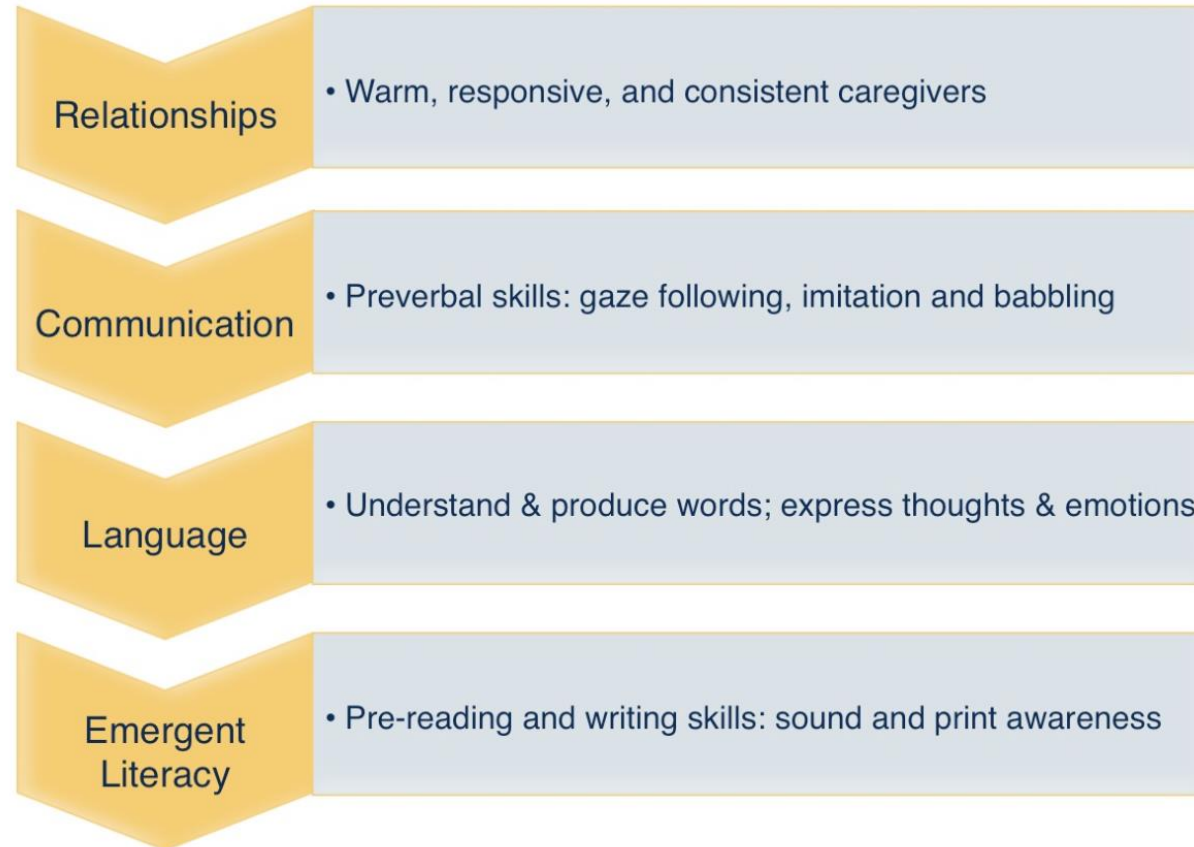 Relationships
• Warm, responsive, and consistent caregivers
Communication
• Preverbal skills: gaze following, imitation and babbling
Language
• Understand & produce words; express thoughts & emotions
Emergent
Literacy
• Pre-reading and writing skills: sound and print awareness